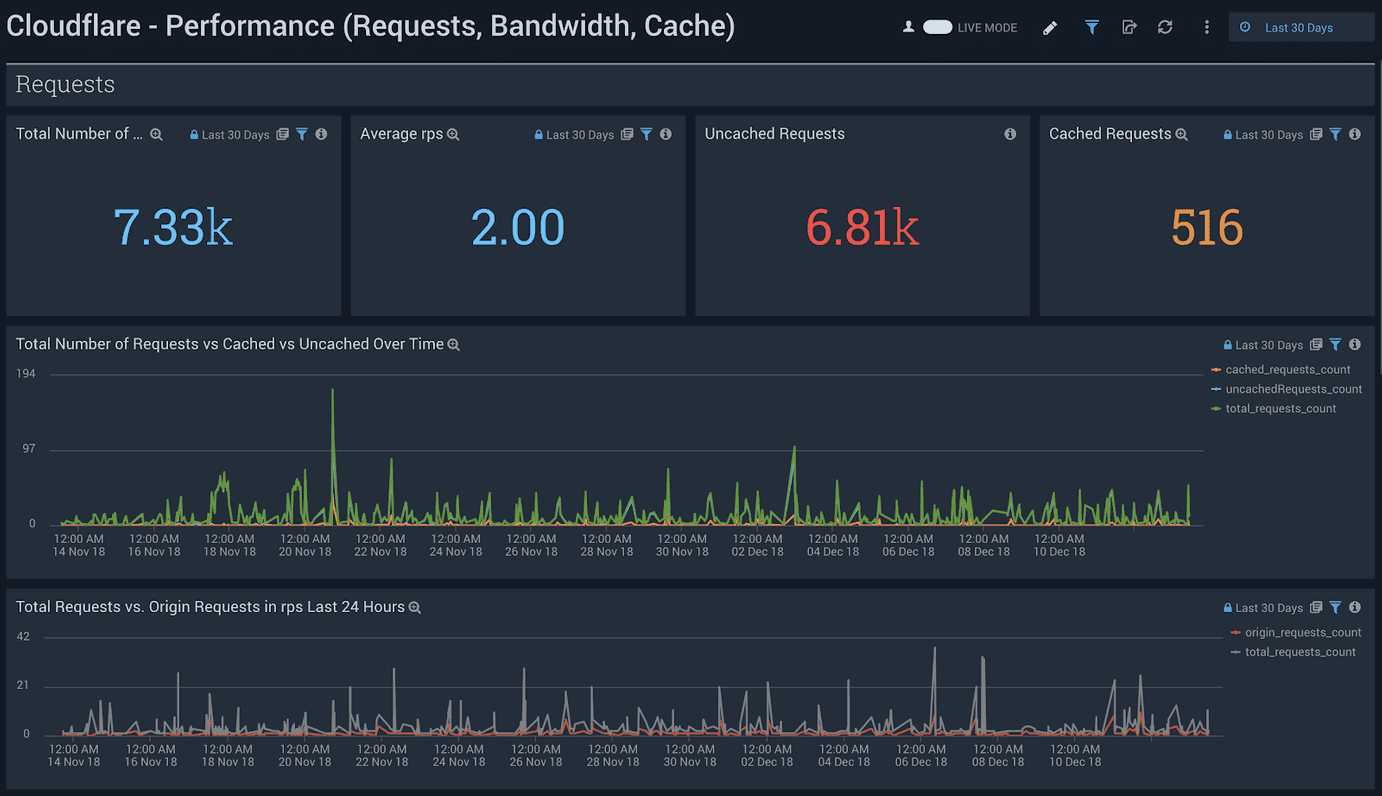 Cloudflare - Performance (Requests, Bandwidth, Cache)
LIVE MODE
Last 30 Days
Requests
Total Number of ...
Last 30 Days
Average rps
Last 30 Days
Uncached Requests
Cached Requests
Last 30 Days
7.33k
2.00
6.81k
516
Total Number of Requests vs Cached vs Uncached Over Time
Last 30 Days
194
97
0
cached_requests_count
uncachedRequests_count
total_requests_count
12:00 AM 12:00 AM 12:00 AM 12:00 AM 12:00 AM 12:00 AM 12:00 AM 12:00 AM 12:00 AM 12:00 AM 12:00 AM 12:00 AM 12:00 AM 12:00 AM
14 Nov 18 16 Nov 18 18 Nov 18 20 Nov 18 22 Nov 18 24 Nov 18 26 Nov 18 28 Nov 18 30 Nov 18 02 Dec 18 04 Dec 18 06 Dec 18 08 Dec 18 10 Dec 18
Total Requests vs. Origin Requests in rps Last 24 Hours
Last 30 Days
42
21
0
origin_requests_count
total_requests_count
12:00 AM 12:00 AM 12:00 AM 12:00 AM 12:00 AM 12:00 AM 12:00 AM 12:00 AM 12:00 AM 12:00 AM 12:00 AM 12:00 AM 12:00 AM 12:00 AM
14 Nov 18 16 Nov 18 18 Nov 18 20 Nov 18 22 Nov 18 24 Nov 18 26 Nov 18 28 Nov 18 30 Nov 18 02 Dec 18 04 Dec 18 06 Dec 18 08 Dec 18 10 Dec 18